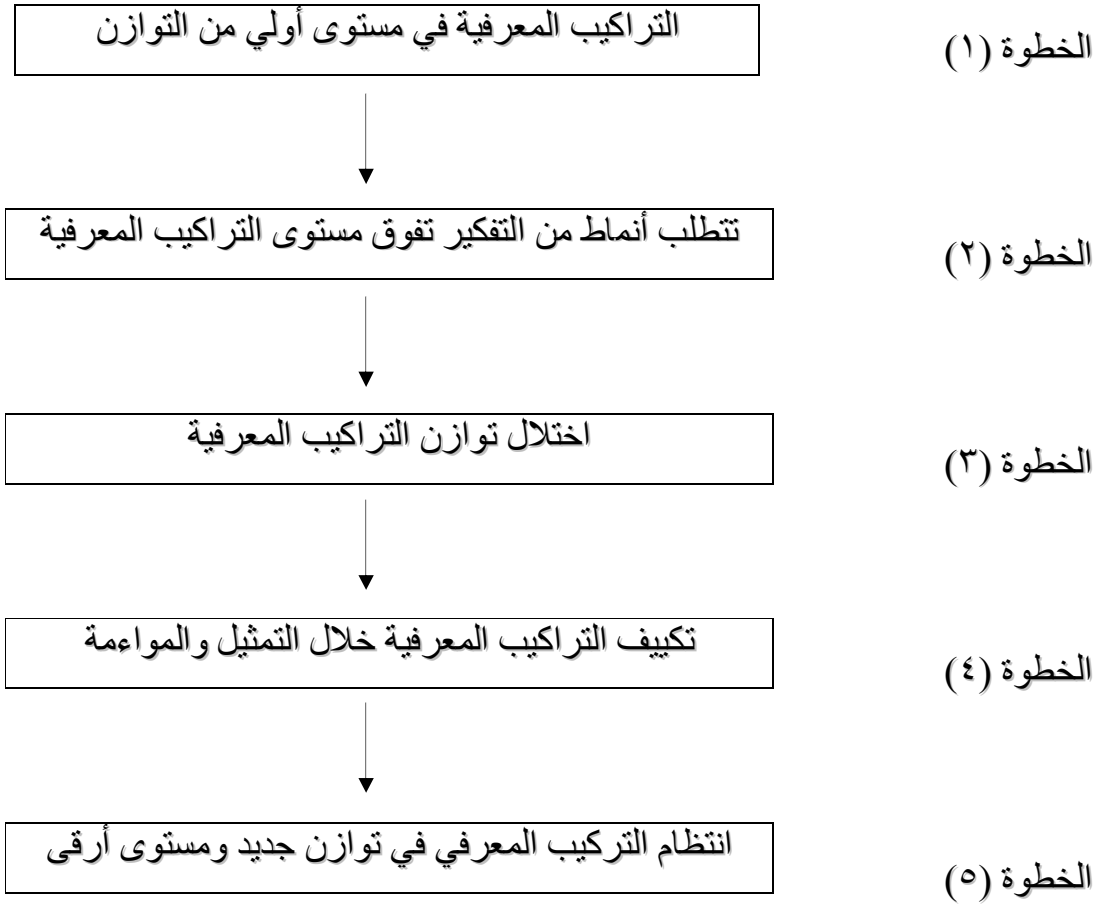 الخطوة (١)
التراكيب المعرفية في مستوى أولي من التوازن
الخطوة (٢)
تتطلب أنماط من التفكير تفوق مستوى التراكيب المعرفية
الخطوة (٣)
اختلال توازن التراكيب المعرفية
الخطوة (٤)
تكييف التراكيب المعرفية خلال التمثيل والمواءمة
الخطوة (٥)
انتظام التركيب المعرفي في توازن جديد ومستوى أرقى